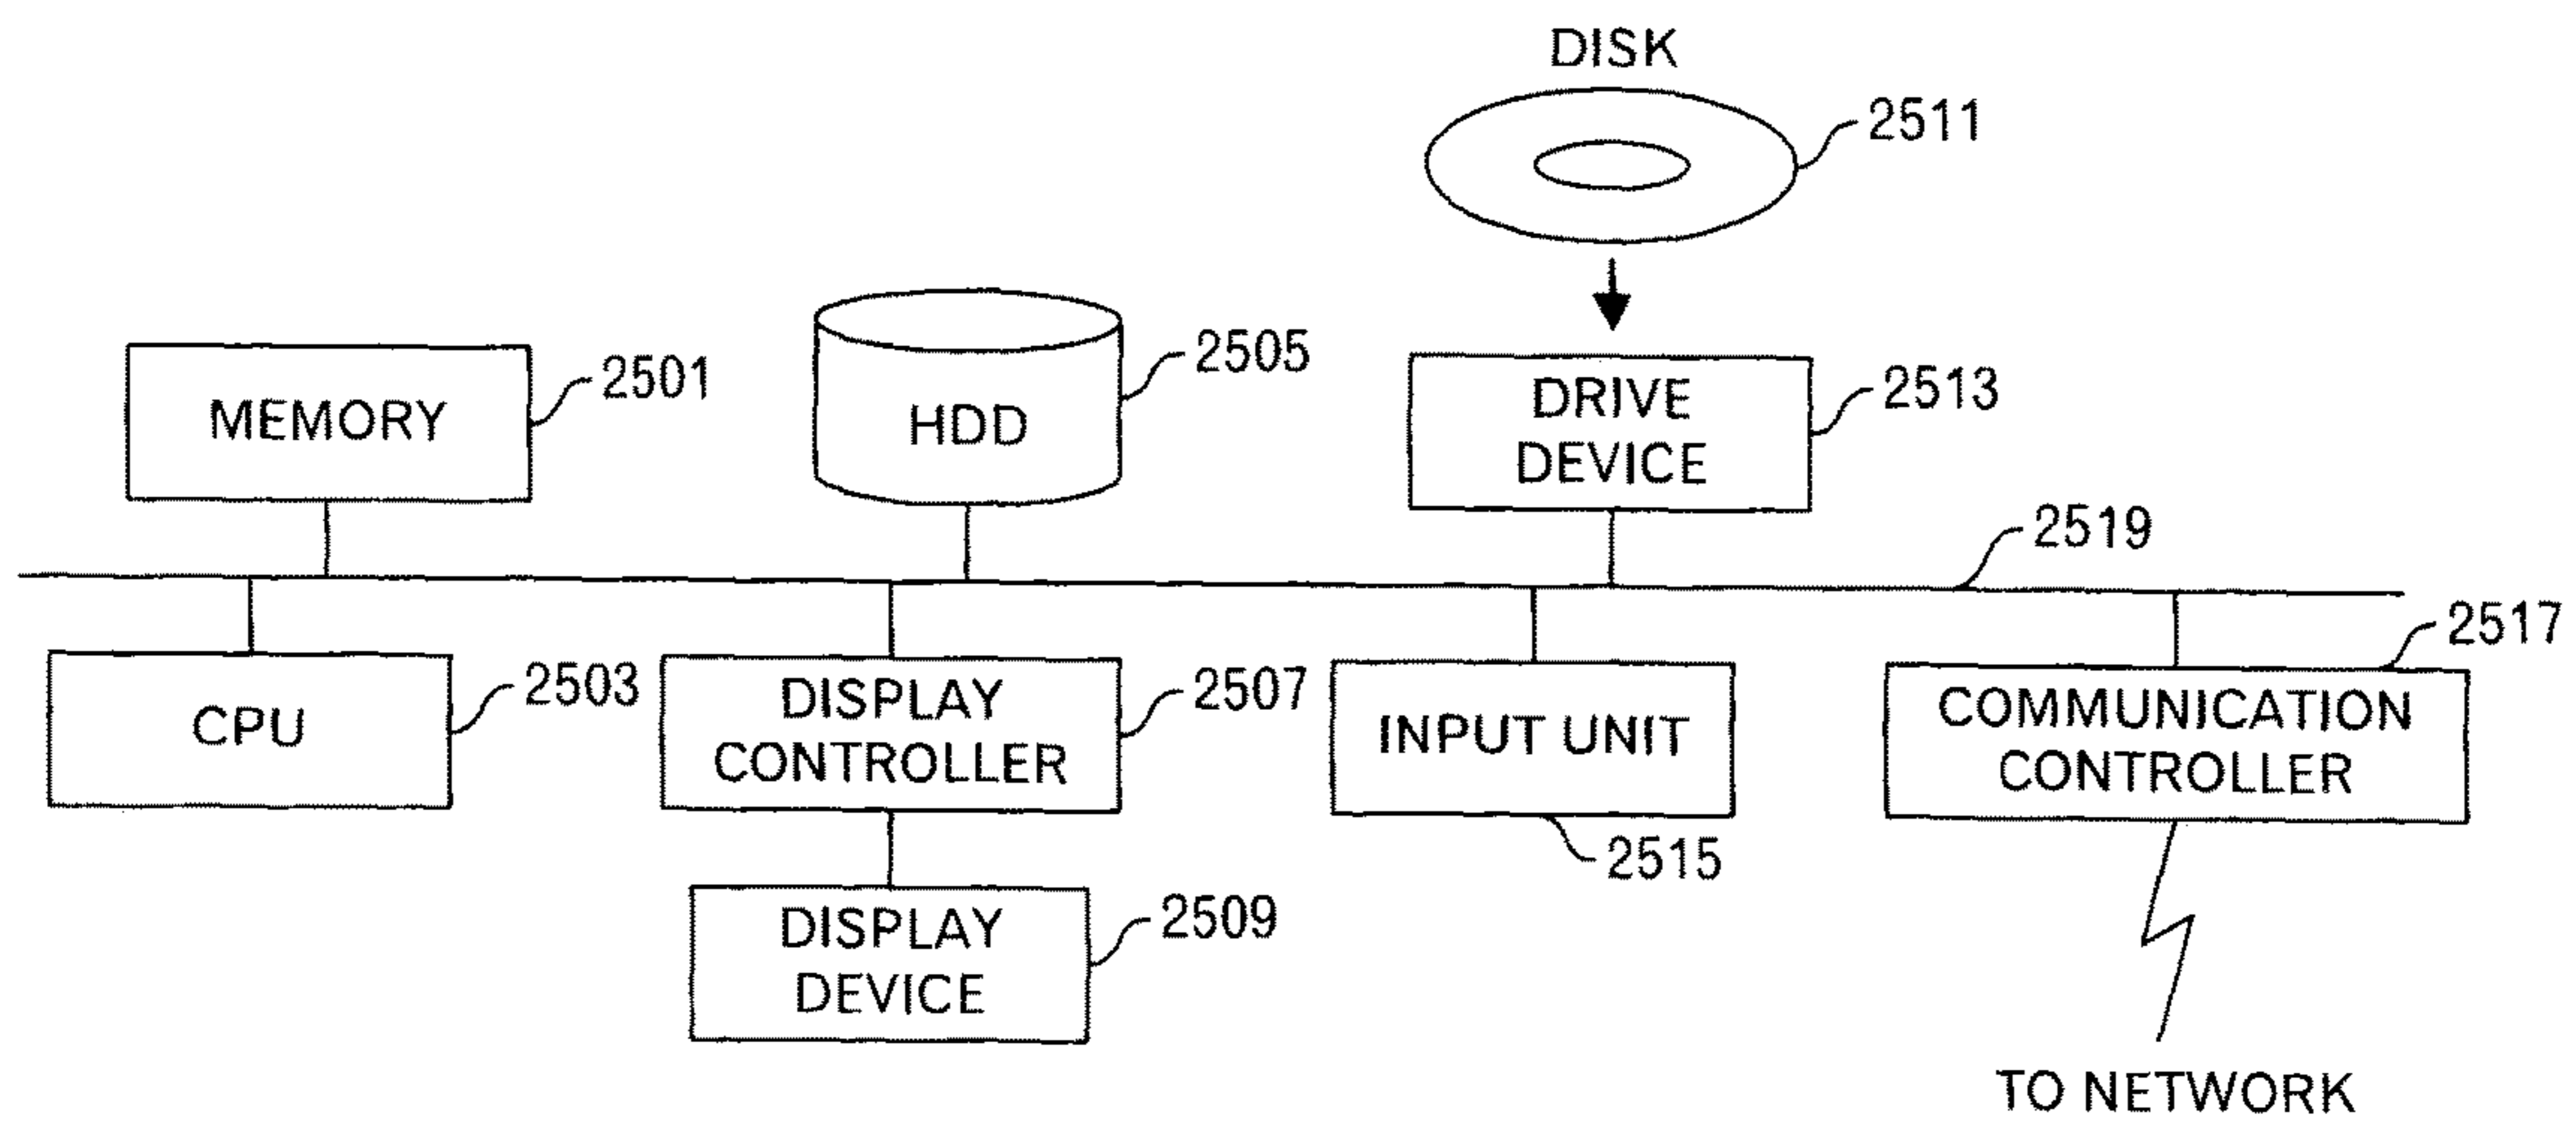 DISK
2511
MEMORY
2501
HDD
2505
DRIVE
DEVICE
2513
2519
CPU
2503
DISPLAY
CONTROLLER
2507
INPUT UNIT
2515
COMMUNICATION
CONTROLLER
2517
DISPLAY
DEVICE
2509
TO NETWORK